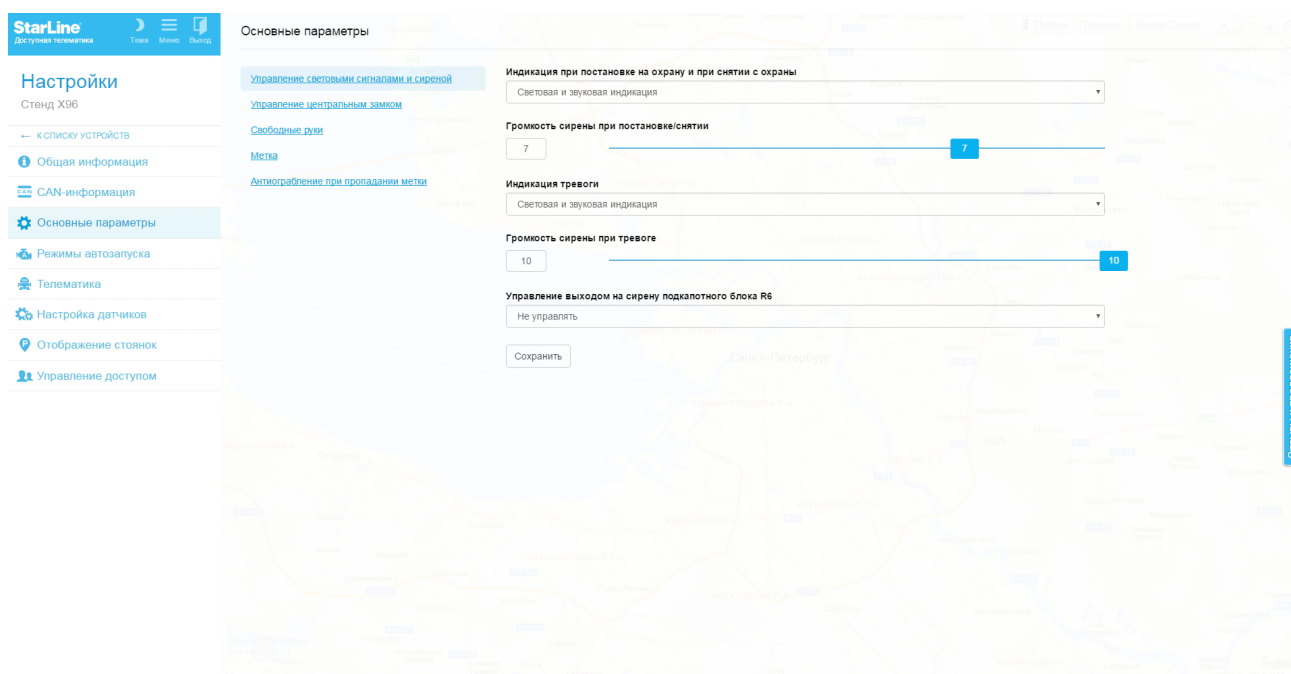 StarLine
Доступная телематика
Тема Меню Выход
Основные параметры
Настройки
Стенд X96
← К СПИСКУ УСТРОЙСТВ
Общая информация
CAN CAN-информация
Основные параметры
Режимы автозапуска
Телематика
Настройка датчиков
Отображение стоянок
Управление доступом
Управление световыми сигналами и сиреной
Управление центральным замком
Свободные руки
Метка
Антиограбление при пропадании метки
Индикация при постановке на охрану и при снятии с охраны
Световая и звуковая индикация
Громкость сирены при постановке/снятии
7 7
Индикация тревоги
Световая и звуковая индикация
Громкость сирены при тревоге
10 10
Управление выходом на сирену подкапотного блока R6
Не управлять
Сохранить
Санкт-Петербург